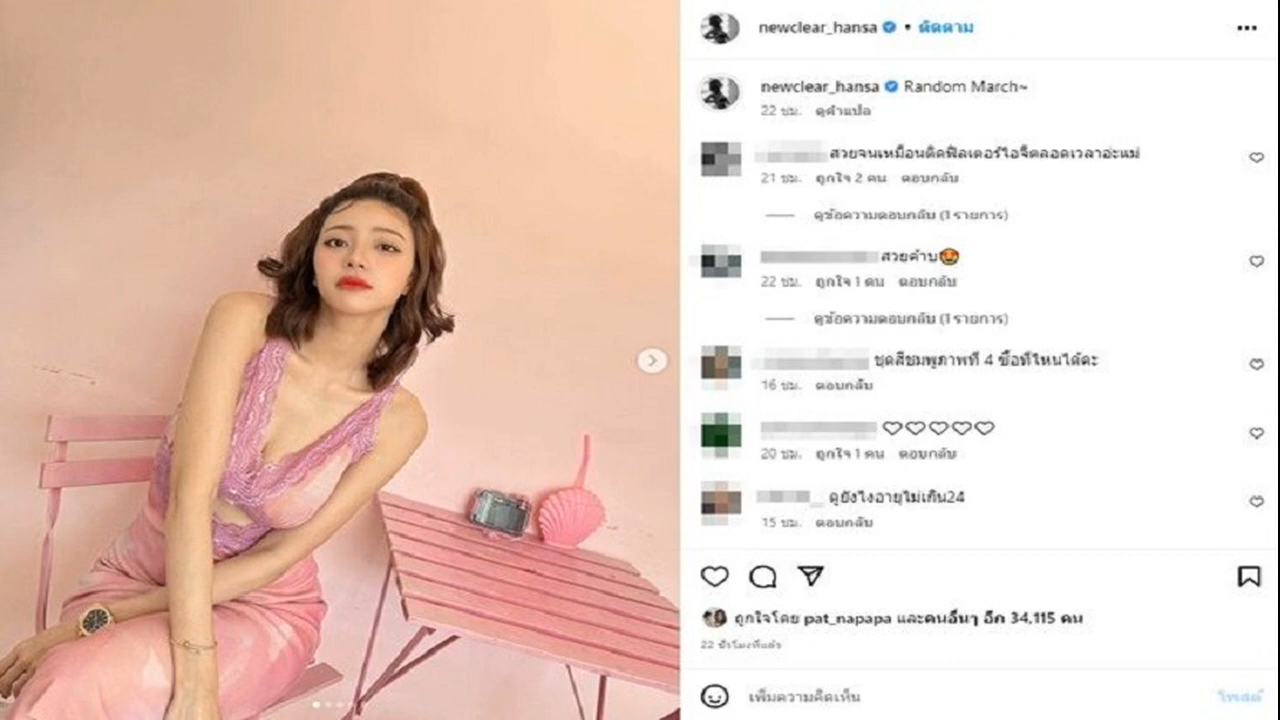 newclear_hansa • ติดตาม
newclear_hansa Random March~
22 ชม. ดูคำแปล
สวยจนเหมือนติดฟิลเตอร์ไอจีตลอดเวลาอ่ะแม่
21 ชม. ถูกใจ 2 คน ตอบกลับ
ดูข้อความตอบกลับ (1 รายการ)
สวยค้าบ
22 ชม. ถูกใจ 1 คน ตอบกลับ
ดูข้อความตอบกลับ (1 รายการ)
ชุดสีชมพูภาพที่ 4 ซื้อที่ไหนได้คะ
16 ชม. ตอบกลับ
20 ชม. ถูกใจ 1 คน ตอบกลับ
ดูยังไงอายุไม่เกิน24
15 ชม. ตอบกลับ
ถูกใจโดย pat_napapa และคนอื่นๆ อีก 34,115 คน
22 ชั่วโมงที่แล้ว
เพิ่มความคิดเห็น
โพสต์